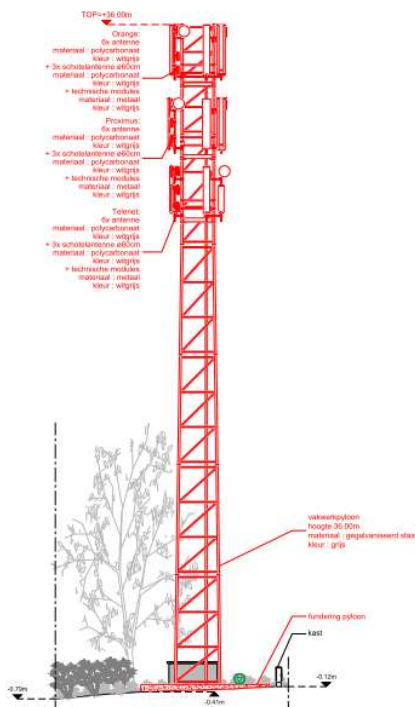 TOP=+36.00m
Orange:
6x antenne
materiaal : polycarbonaat
kleur : witgrijs
+ 3x schotelantenne ø60cm
materiaal : polycarbonaat
kleur : witgrijs
+ technische modules
materiaal : metaal
kleur : witgrijs
Proximus:
6x antenne
materiaal : polycarbonaat
kleur : witgrijs
+ 3x schotelantenne ø60cm
materiaal : polycarbonaat
kleur : witgrijs
+ technische modules
materiaal : metaal
kleur : witgrijs
Telenet:
6x antenne
materiaal : polycarbonaat
kleur : witgrijs
+ 3x schotelantenne ø60cm
materiaal : polycarbonaat
kleur : witgrijs
+ technische modules
materiaal : metaal
kleur : witgrijs
vakwerkpyloon
hoogte 36.00m
materiaal : gegalvaniseerd staa
kleur : grijs
fundering pyloon
kast
-0.79m
-0.41m
-0.12m